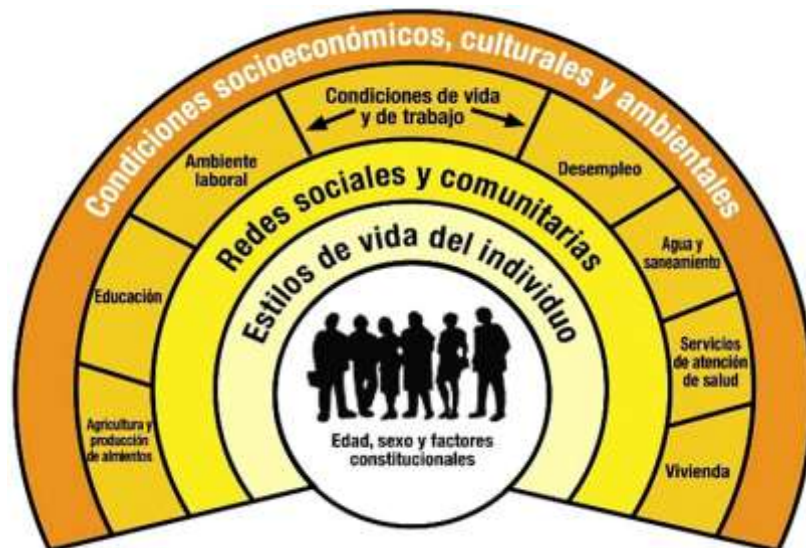 Condiciones socioeconómicos, culturales y ambientales
Condiciones de vida
y de trabajo
Ambiente
laboral
Desempleo
Redes sociales y comunitarias
Agua y
saneamiento
Estilos de vida del individuo
Educación
Servicios
de atención
de salud
Agricultura y
producción
de almientos
Edad, sexo y factores
constitucionales
Vivienda